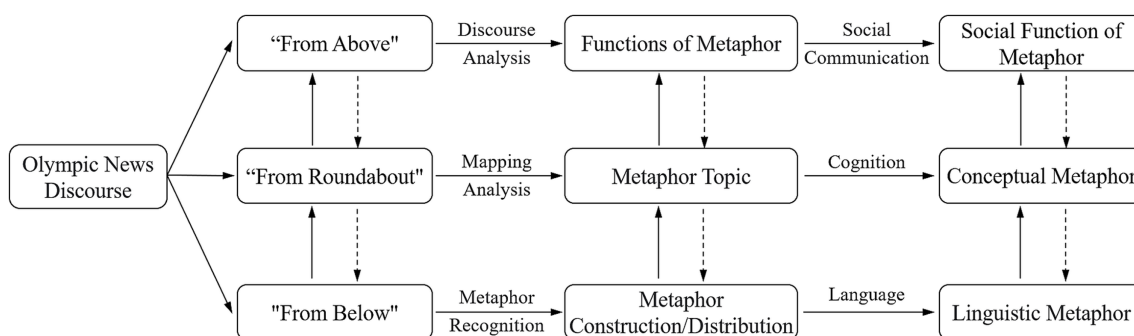 “From Above"
Discourse
Analysis
Functions of Metaphor
Social
Communication
Social Function of
Metaphor
Olympic News
Discourse
“From Roundabout"
Mapping
Analysis
Metaphor Topic
Cognition
Conceptual Metaphor
"From Below"
Metaphor
Recognition
Metaphor
Construction/Distribution
Language
Linguistic Metaphor